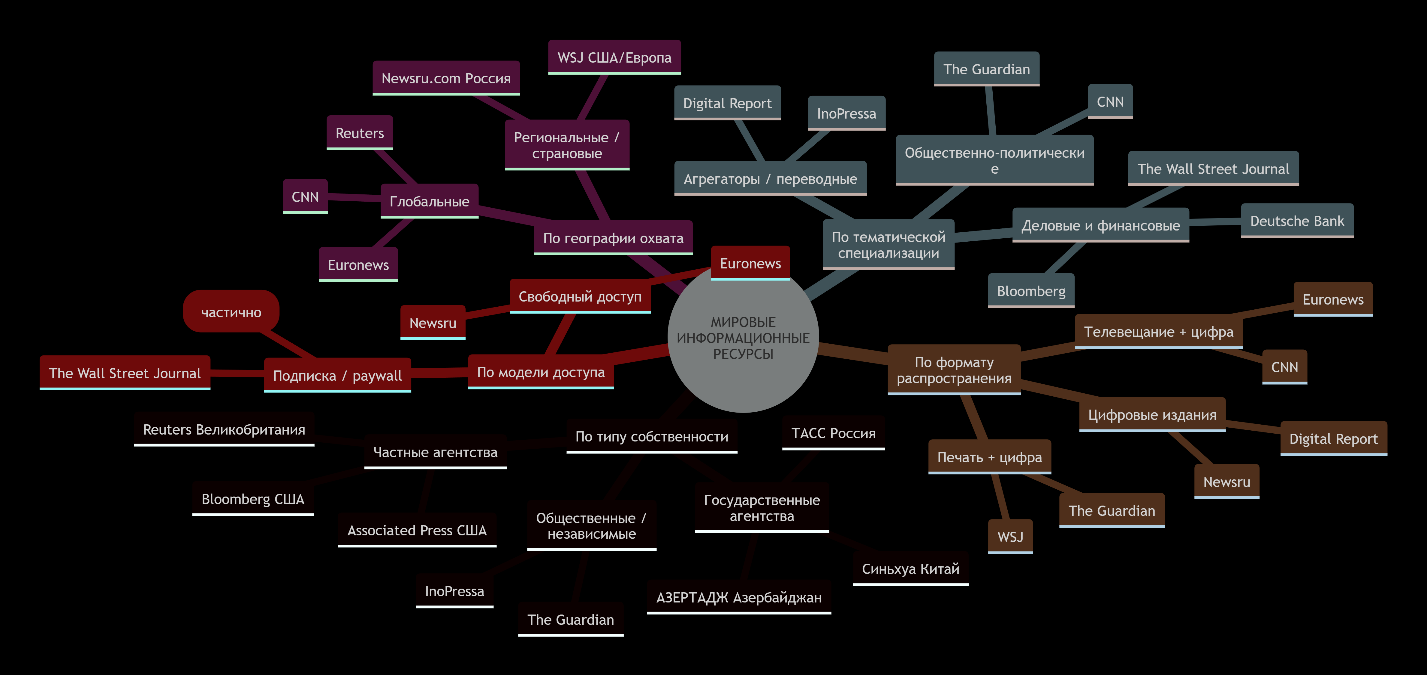 МИРОВЫЕ
ИНФОРМАЦИОННЫЕ
РЕСУРСЫ
По географии охвата
Региональные /
страновые
Newsru.com Россия
WSJ США/Европа
Глобальные
Reuters
CNN
Euronews
По тематической
специализации
Агрегаторы / переводные
Digital Report
InoPressa
Общественно-политически
е
The Guardian
CNN
Деловые и финансовые
The Wall Street Journal
Deutsche Bank
Bloomberg
По формату
распространения
Телевещание + цифра
Euronews
CNN
Цифровые издания
Digital Report
Newsru
Печать + цифра
The Guardian
WSJ
По типу собственности
Государственные
агентства
ТАСС Россия
Синьхуа Китай
АЗЕРТАДЖ Азербайджан
Общественные /
независимые
InoPressa
The Guardian
Частные агентства
Reuters Великобритания
Bloomberg США
Associated Press США
По модели доступа
Свободный доступ
Euronews
Newsru
Подписка / paywall
частично
The Wall Street Journal